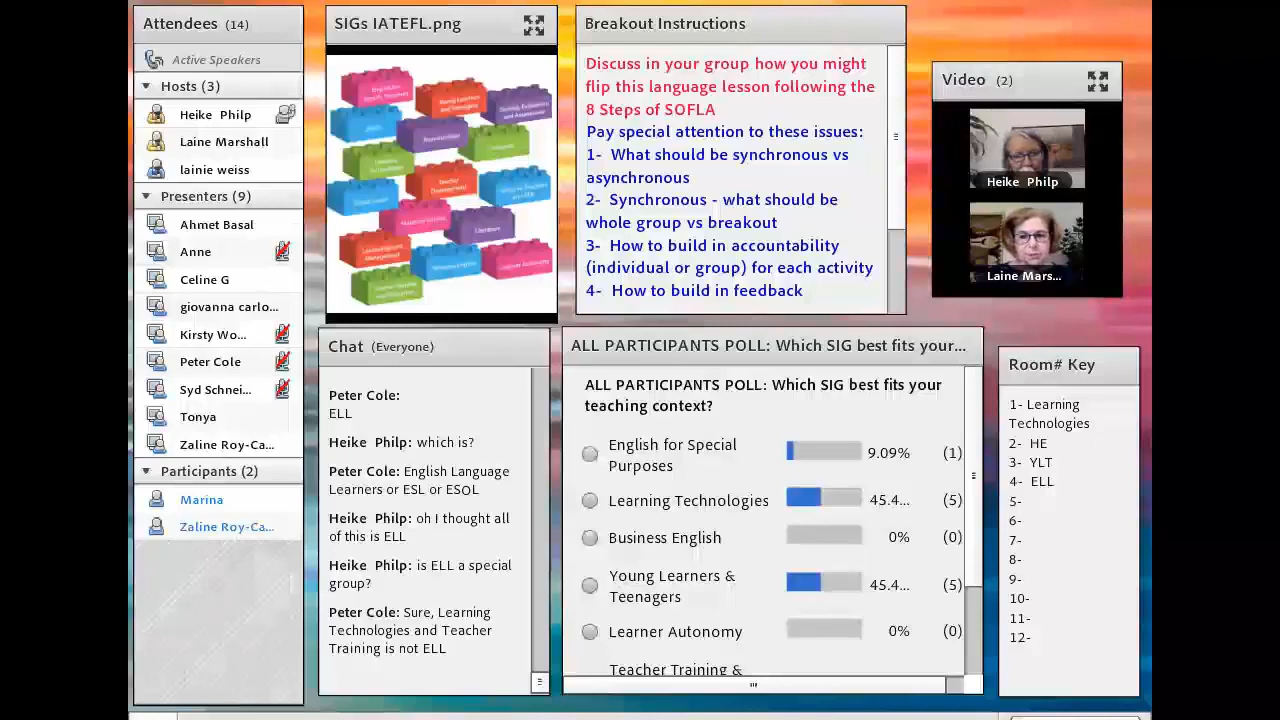 Attendees (14)
Active Speakers
Hosts (3)
Heike Philp
Laine Marshall
lainie weiss
Presenters (9)
Ahmet Basal
Anne
Celine G
giovanna carlo...
Kirsty Wo...
Peter Cole
Syd Schnei...
Tonya
Zaline Roy-Ca...
Participants (2)
Marina
Zaline Roy-Ca...
SIGs IATEFL.png
Teacher
Development
Literature
Breakout Instructions
Discuss in your group how you might
flip this language lesson following the
8 Steps of SOFLA
Pay special attention to these issues:
1- What should be synchronous vs
asynchronous
2- Synchronous - what should be
whole group vs breakout
3- How to build in accountability
(individual or group) for each activity
4- How to build in feedback
Video (2)
Heike Philp
Laine Mars...
Chat (Everyone)
Peter Cole:
ELL
Heike Philp: which is?
Peter Cole: English Language
Learners or ESL or ESOL
Heike Philp: oh I thought all
of this is ELL
Heike Philp: is ELL a special
group?
Peter Cole: Sure, Learning
Technologies and Teacher
Training is not ELL
ALL PARTICIPANTS POLL: Which SIG best fits your...
ALL PARTICIPANTS POLL: Which SIG best fits your
teaching context?
English for Special
Purposes 9.09% (1)
Learning Technologies 45.4... (5)
Business English 0% (0)
Young Learners &
Teenagers 45.4... (5)
Learner Autonomy 0% (0)
Teacher Training &
Room# Key
1- Learning
Technologies
2- HE
3- YLT
4- ELL
5-
6-
7-
8-
9-
10-
11-
12-